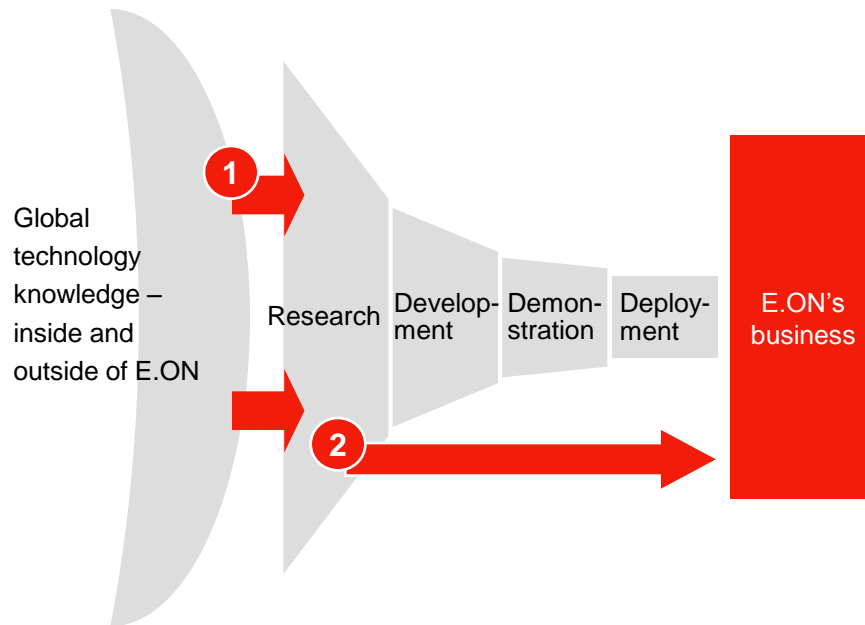 1
Global
technology
knowledge –
inside and
outside of E.ON
Research
Develop-
ment
Demon-
stration
Deploy-
ment
E.ON's
business
2